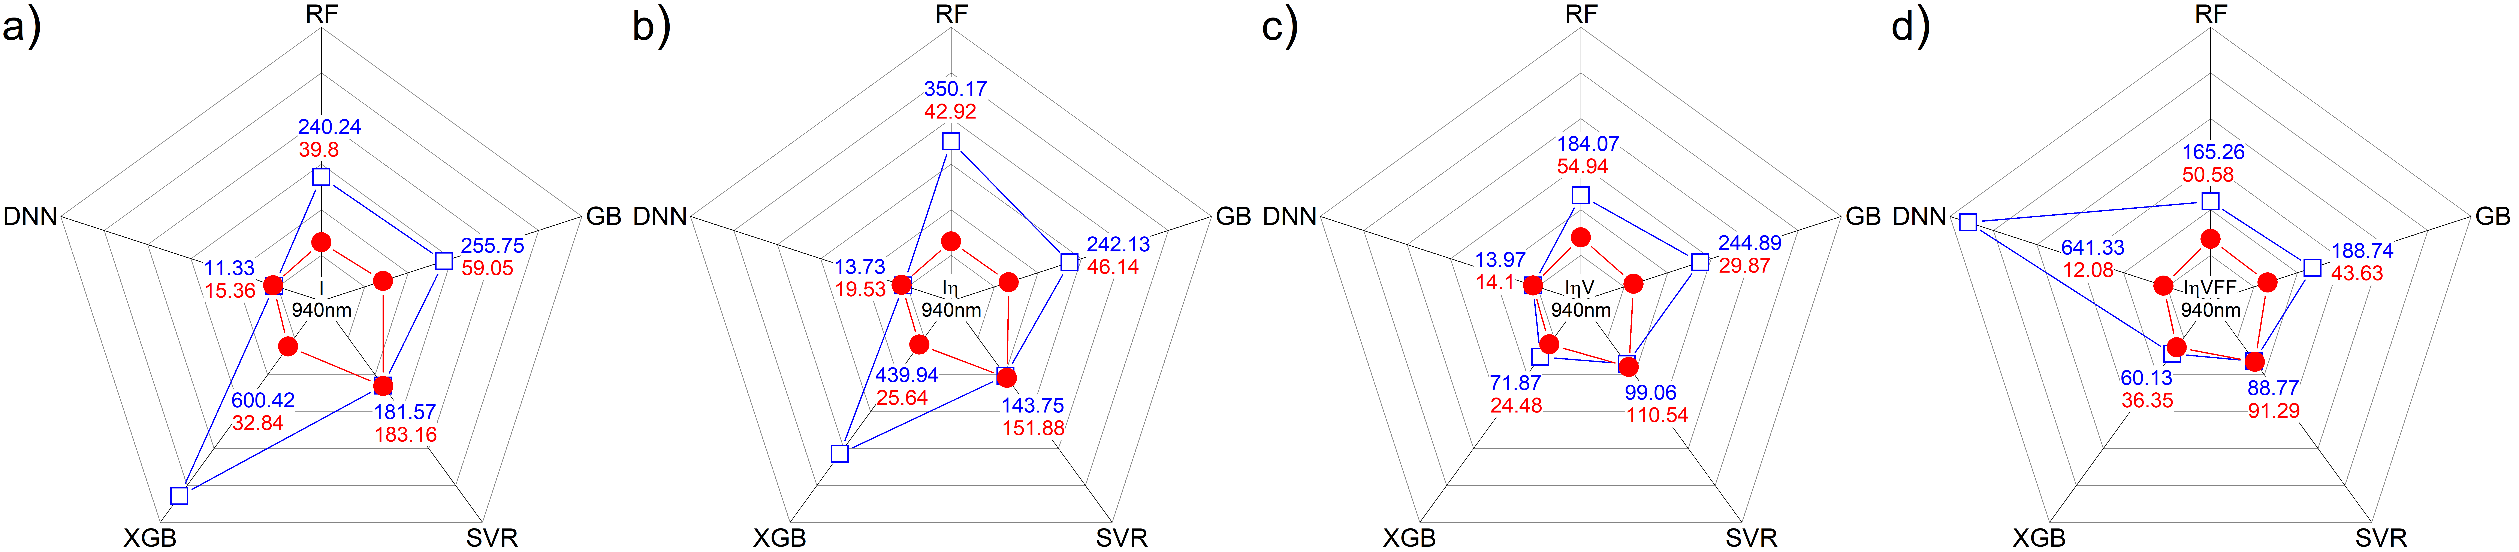 a)
RF
240.24
39.8
DNN
GB
255.75
59.05
11.33
15.36
I
940nm
600.42
32.84
181.57
183.16
XGB
SVR
b)
RF
350.17
42.92
DNN
GB
242.13
46.14
13.73
19.53
Iη
940nm
439.94
25.64
143.75
151.88
XGB
SVR
c)
RF
184.07
54.94
DNN
GB
244.89
29.87
13.97
14.1
IηV
940nm
71.87
24.48
99.06
110.54
XGB
SVR
d)
RF
165.26
50.58
DNN
GB
188.74
43.63
641.33
12.08
IηVFF
940nm
60.13
36.35
88.77
91.29
XGB
SVR